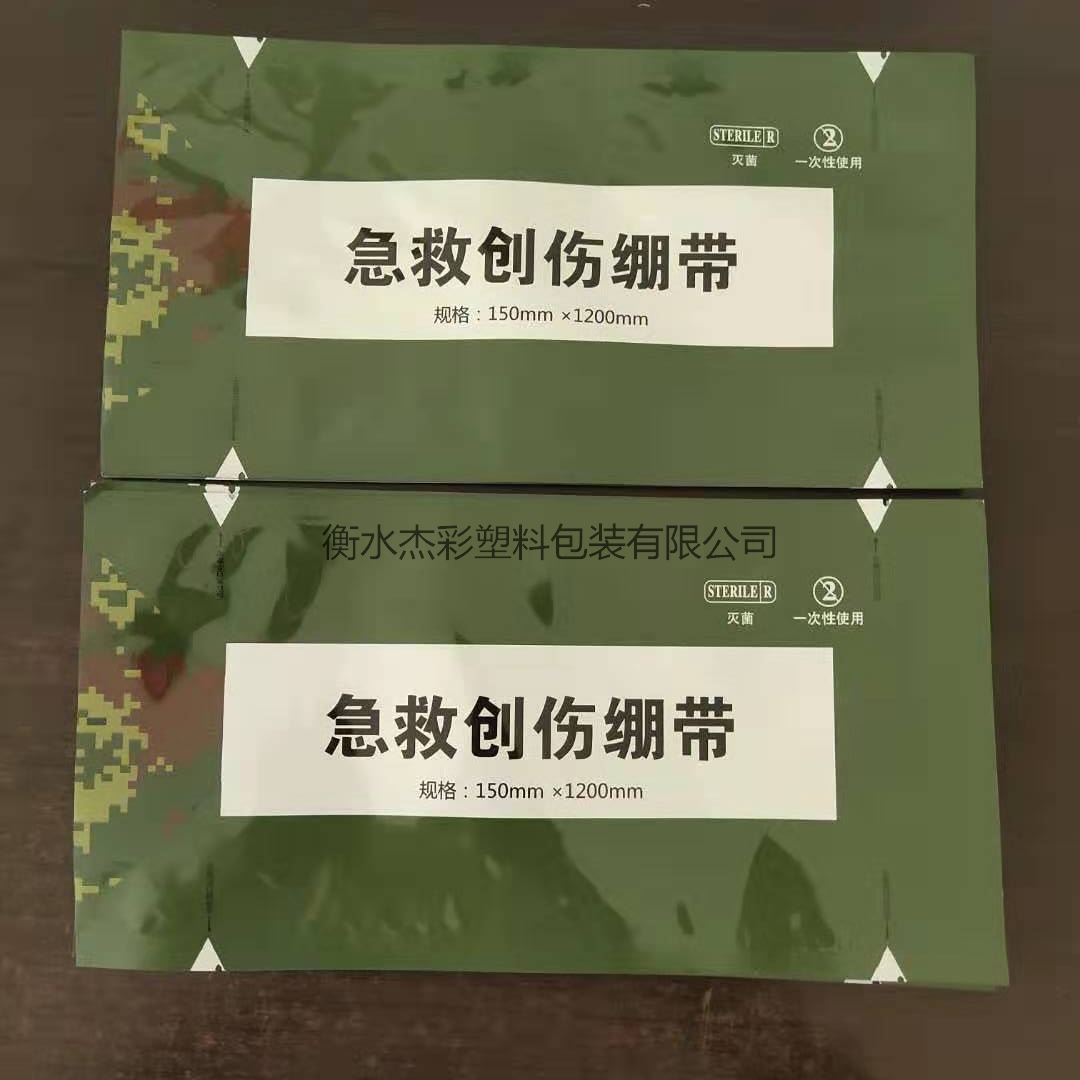 STERILE R
灭菌
一次性使用
急救创伤绷带
规格：150mm ×1200mm
衡水杰彩塑料包装有限公司
STERILE R
灭菌
一次性使用
急救创伤绷带
规格：150mm ×1200mm